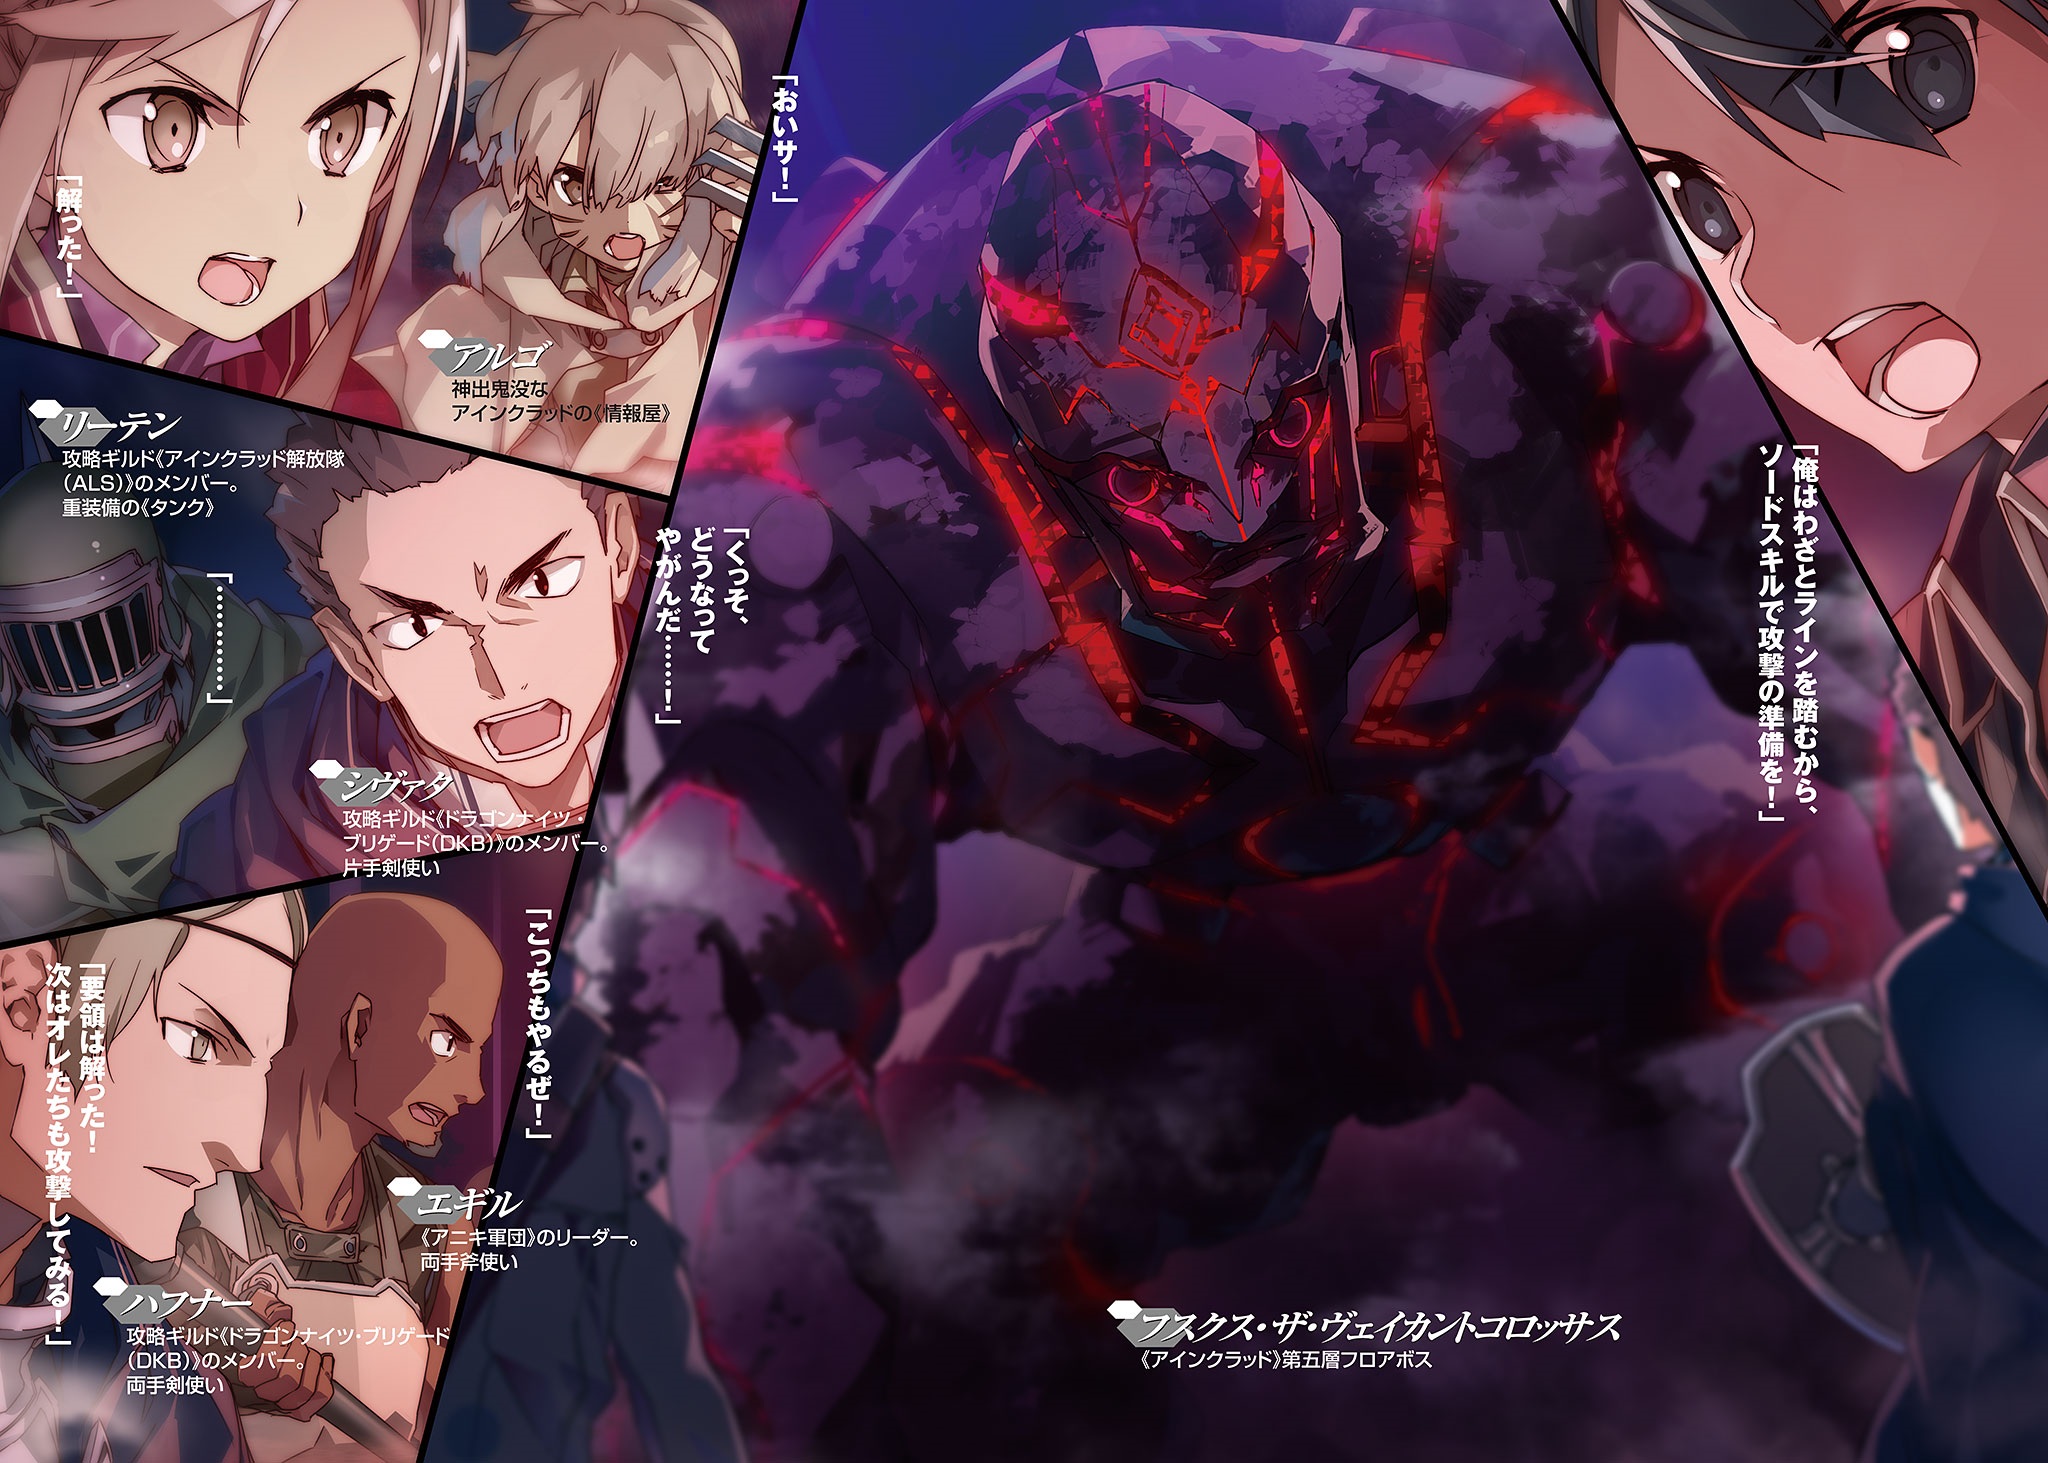 「俺はわざとラインを踏むから、
ソードスキルで攻撃の準備を！」
フスクス・ザ・ヴェイカントコロッサス
《アインクラッド》第五層フロアボス
「おいサ！」
アルゴ
神出鬼没な
アインクラッドの《情報屋》
「解った！」
「くっそ、
どうなって
やがんだ……！」
シヴァタ
攻略ギルド《ドラゴンナイツ・
ブリゲード（DKB）》のメンバー。
片手剣使い
「…………」
リーテン
攻略ギルド《アインクラッド解放隊
（ALS）》のメンバー。
重装備の《タンク》
「こっちもやるぜ！」
エギル
《アニキ軍団》のリーダー。
両手斧使い
「要領は解った！
次はオレたちも攻撃してみる！」
ハフナー
攻略ギルド《ドラゴンナイツ・ブリゲード
（DKB）》のメンバー。
両手剣使い